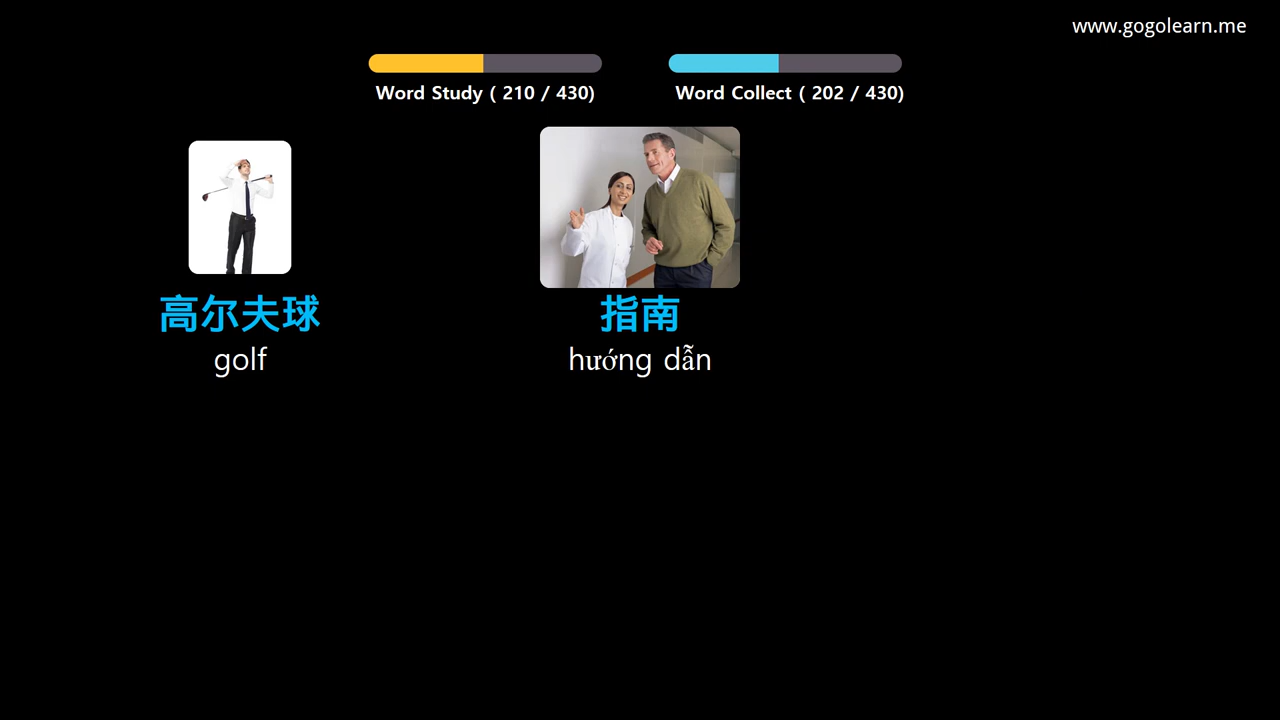 www.gogolearn.me
Word Study ( 210 / 430)
Word Collect ( 202 / 430)
高尔夫球
golf
指南
hướng dẫn